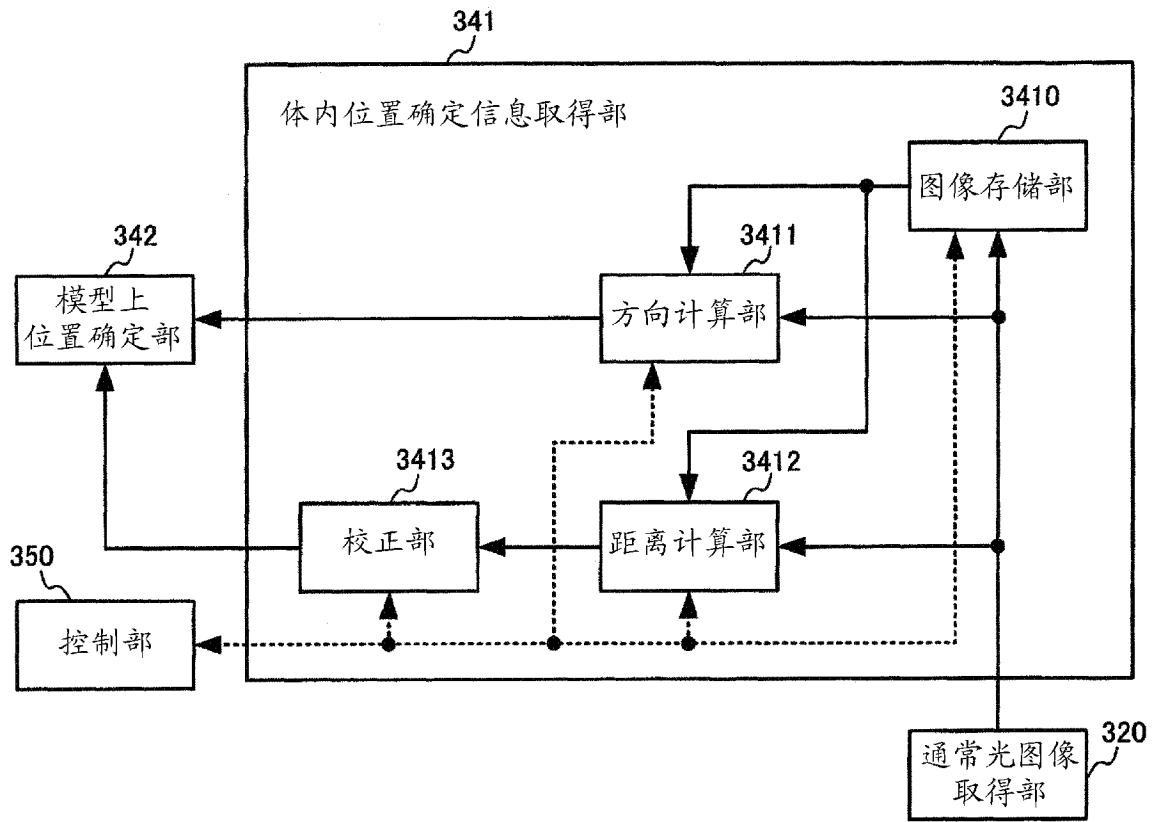 341
体内位置确定信息取得部
3410
图像存储部
342
模型上
位置确定部
3411
方向计算部
3413
校正部
3412
距离计算部
350
控制部
320
通常光图像
取得部